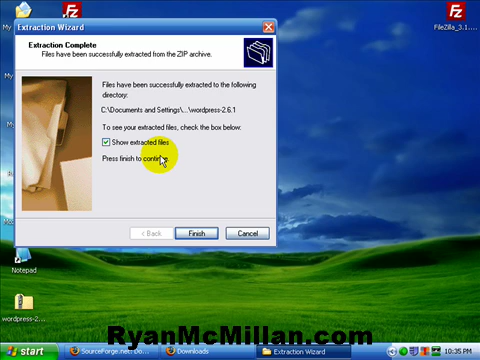 Extraction Wizard
Extraction Complete
Files have been successfully extracted from the ZIP archive.
Files have been successfully extracted to the following
directory:
C:\Documents and Settings\...\wordpress-2.6.1
To see your extracted files, check the box below:
Show extracted files
Press finish to continue.
< Back
Finish
Cancel
FileZilla_3.1....
My
Notepad
wordpress-2...
RyanMcMillan.com
start
SourceForge.net: Do...
Downloads
Extraction Wizard
10:35 PM